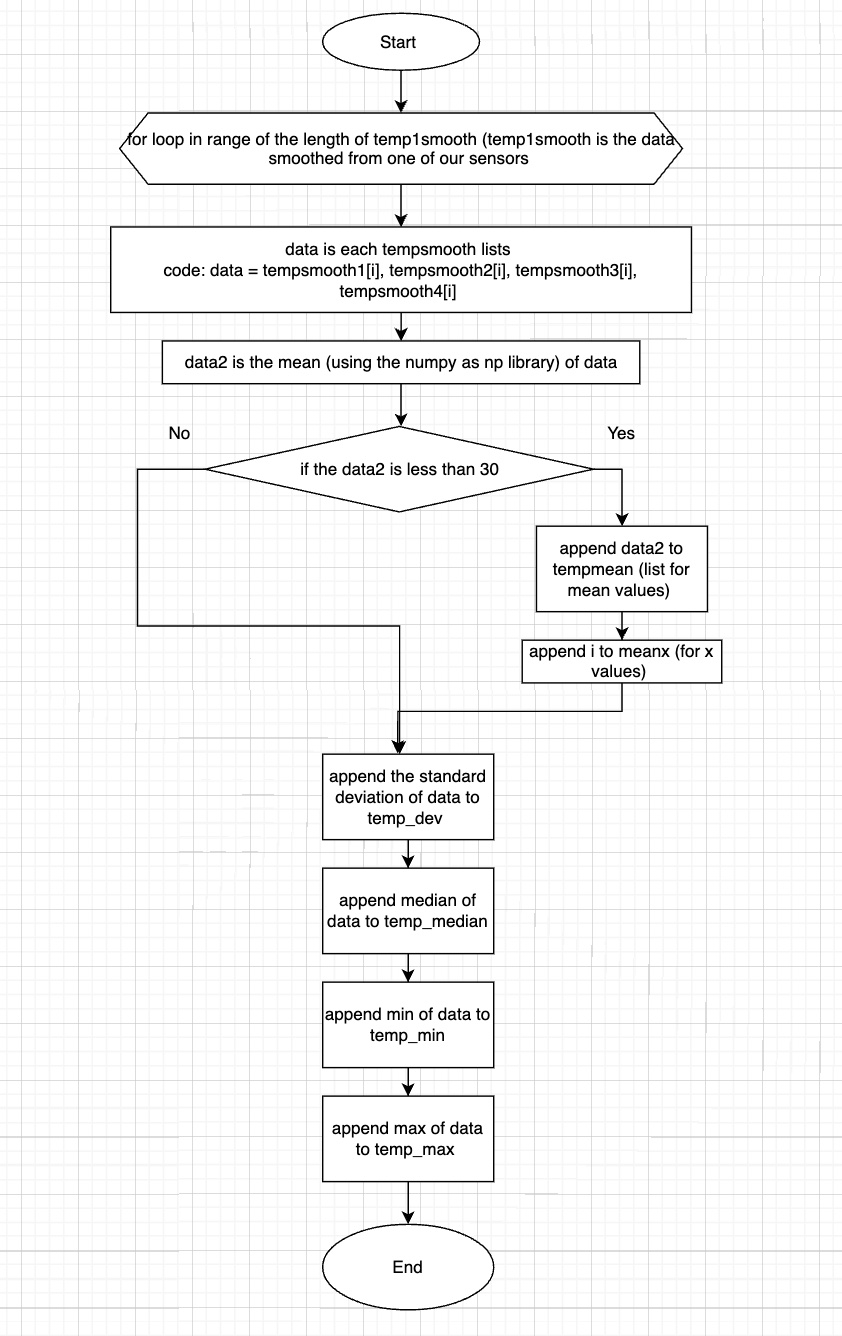 Start
for loop in range of the length of temp1smooth (temp1smooth is the data
smoothed from one of our sensors
data is each tempsmooth lists
code: data = tempsmooth1[i], tempsmooth2[i], tempsmooth3[i],
tempsmooth4[i]
data2 is the mean (using the numpy as np library) of data
No
Yes
if the data2 is less than 30
append data2 to
tempmean (list for
mean values)
append i to meanx (for x
values)
append the standard
deviation of data to
temp_dev
append median of
data to temp_median
append min of data to
temp_min
append max of data
to temp_max
End